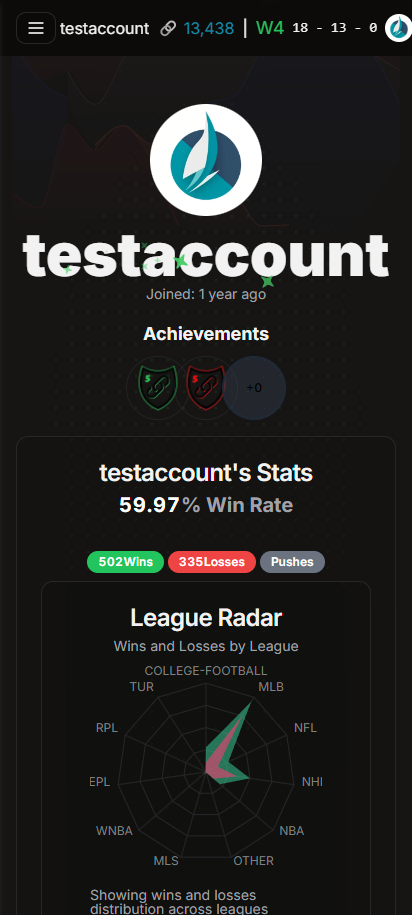 testaccount 13,438 | W4 18 - 13 - 0
testaccount
Joined: 1 year ago
Achievements
S S +0
testaccount's Stats
59.97% Win Rate
502Wins 335Losses Pushes
League Radar
Wins and Losses by League
COLLEGE-FOOTBALL
TUR MLB
RPL NFL
EPL NHI
WNBA NBA
MLS OTHER
Showing wins and losses
distribution across leagues